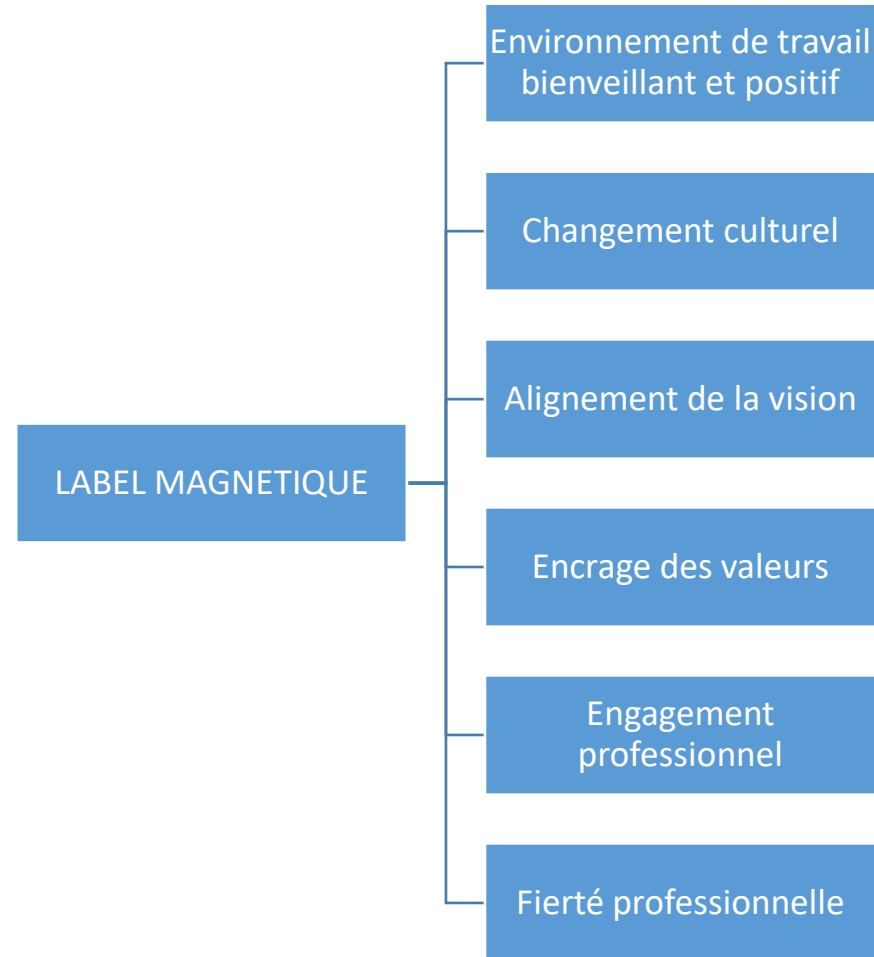 Environnement de travail
bienveillant et positif
Changement culturel
Alignement de la vision
LABEL MAGNETIQUE
Encrage des valeurs
Engagement
professionnel
Fierté professionnelle